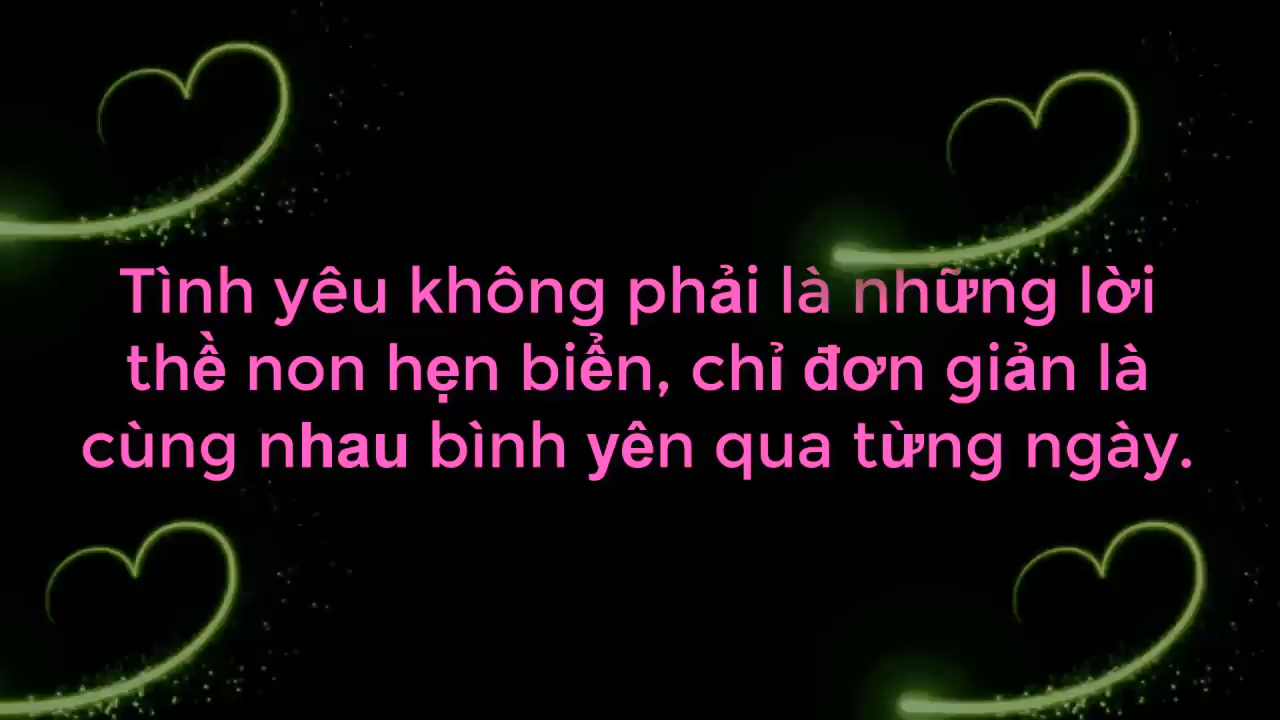 Tình yêu không phải là những lời
thề non hẹn biển, chỉ đơn giản là
cùng nhau bình yên qua từng ngày.